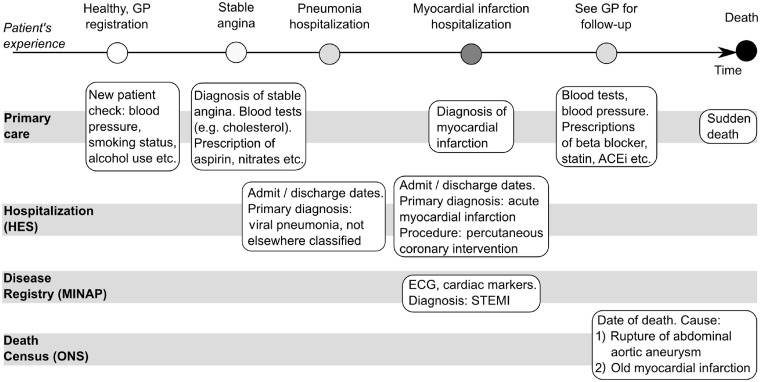 Patient's
experience
Healthy, GP
registration
Stable
angina
Pneumonia
hospitalization
Myocardial infarction
hospitalization
See GP for
follow-up
Death
Time
Primary
care
New patient
check: blood
pressure,
smoking status,
alcohol use etc.
Diagnosis of stable
angina. Blood tests
(e.g. cholesterol).
Prescription of
aspirin, nitrates etc.
Diagnosis of
myocardial
infarction
Blood tests,
blood pressure.
Prescriptions
of beta blocker,
statin, ACEi etc.
Sudden
death
Hospitalization
(HES)
Admit / discharge dates.
Primary diagnosis:
viral pneumonia, not
elsewhere classified
Admit / discharge dates.
Primary diagnosis: acute
myocardial infarction
Procedure: percutaneous
coronary intervention
Disease
Registry (MINAP)
ECG, cardiac markers.
Diagnosis: STEMI
Death
Census (ONS)
Date of death. Cause:
1) Rupture of abdominal
aortic aneurysm
2) Old myocardial infarction